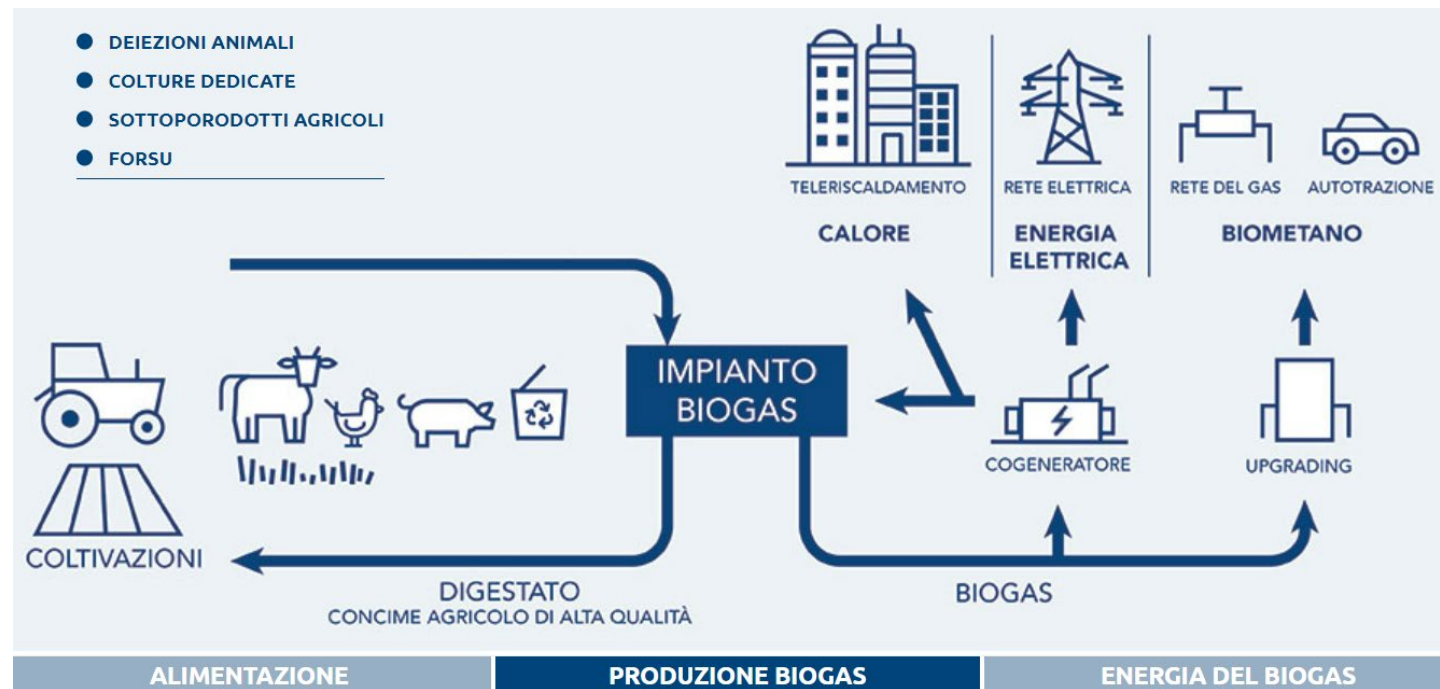 DEIEZIONI ANIMALI
COLTURE DEDICATE
SOTTOPORODOTTI AGRICOLI
FORSU
TELERISCALDAMENTO
CALORE
RETE ELETTRICA
ENERGIA
ELETTRICA
RETE DEL GAS
AUTOTRAZIONE
BIOMETANO
IMPIANTO
BIOGAS
COGENERATORE
UPGRADING
COLTIVAZIONI
DIGESTATO
CONCIME AGRICOLO DI ALTA QUALITÀ
BIOGAS
ALIMENTAZIONE
PRODUZIONE BIOGAS
ENERGIA DEL BIOGAS